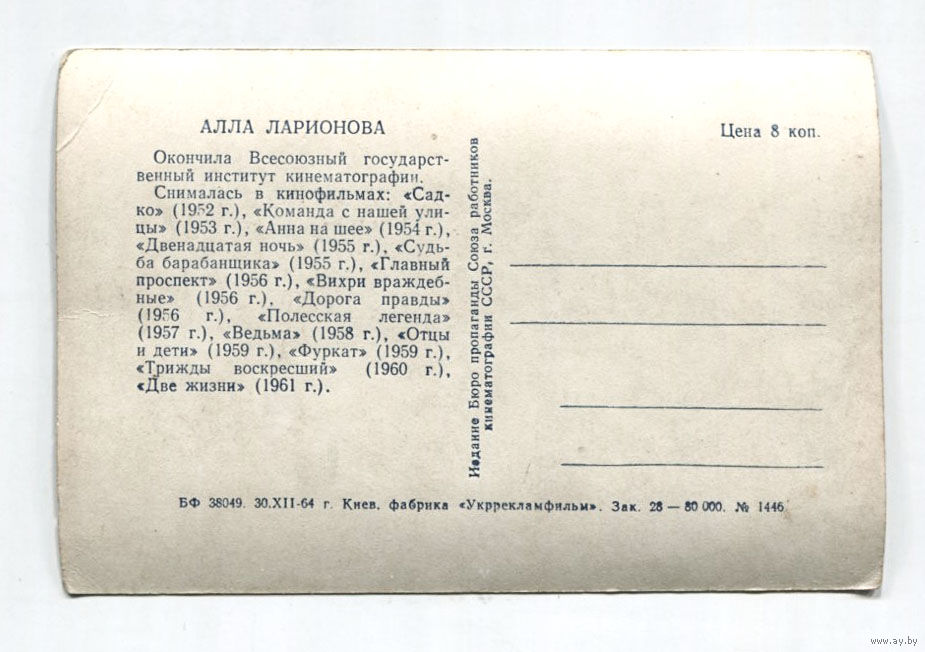 АЛЛА ЛАРИОНОВА
Окончила Всесоюзный государст-
венный институт кинематографии.
Снималась в кинофильмах: «Сад-
ко» (1952 г.), «Команда с нашей ули-
цы» (1953 г.), «Анна на шее» (1954 г.),
«Двенадцатая ночь» (1955 г.), «Судь-
ба барабанщика» (1955 г.), «Главный
проспект» (1956 г.), «Вихри враждеб-
ные» (1956 г.), «Дорога правды»
(1956 г.), «Полесская легенда»
(1957 г.), «Ведьма» (1958 г.), «Отцы
и дети» (1959 г.), «Фуркат» (1959 г.),
«Трижды воскресший» (1960 г.),
«Две жизни» (1961 г.).
Издание Бюро пропаганды Союза работников
кинематографии СССР, г. Москва.
Цена 8 коп.
БФ 38049. 30.XII-64 г. Киев, фабрика «Укррекламфильм». Зак. 28 — 80 000. № 1446
www.ay.by